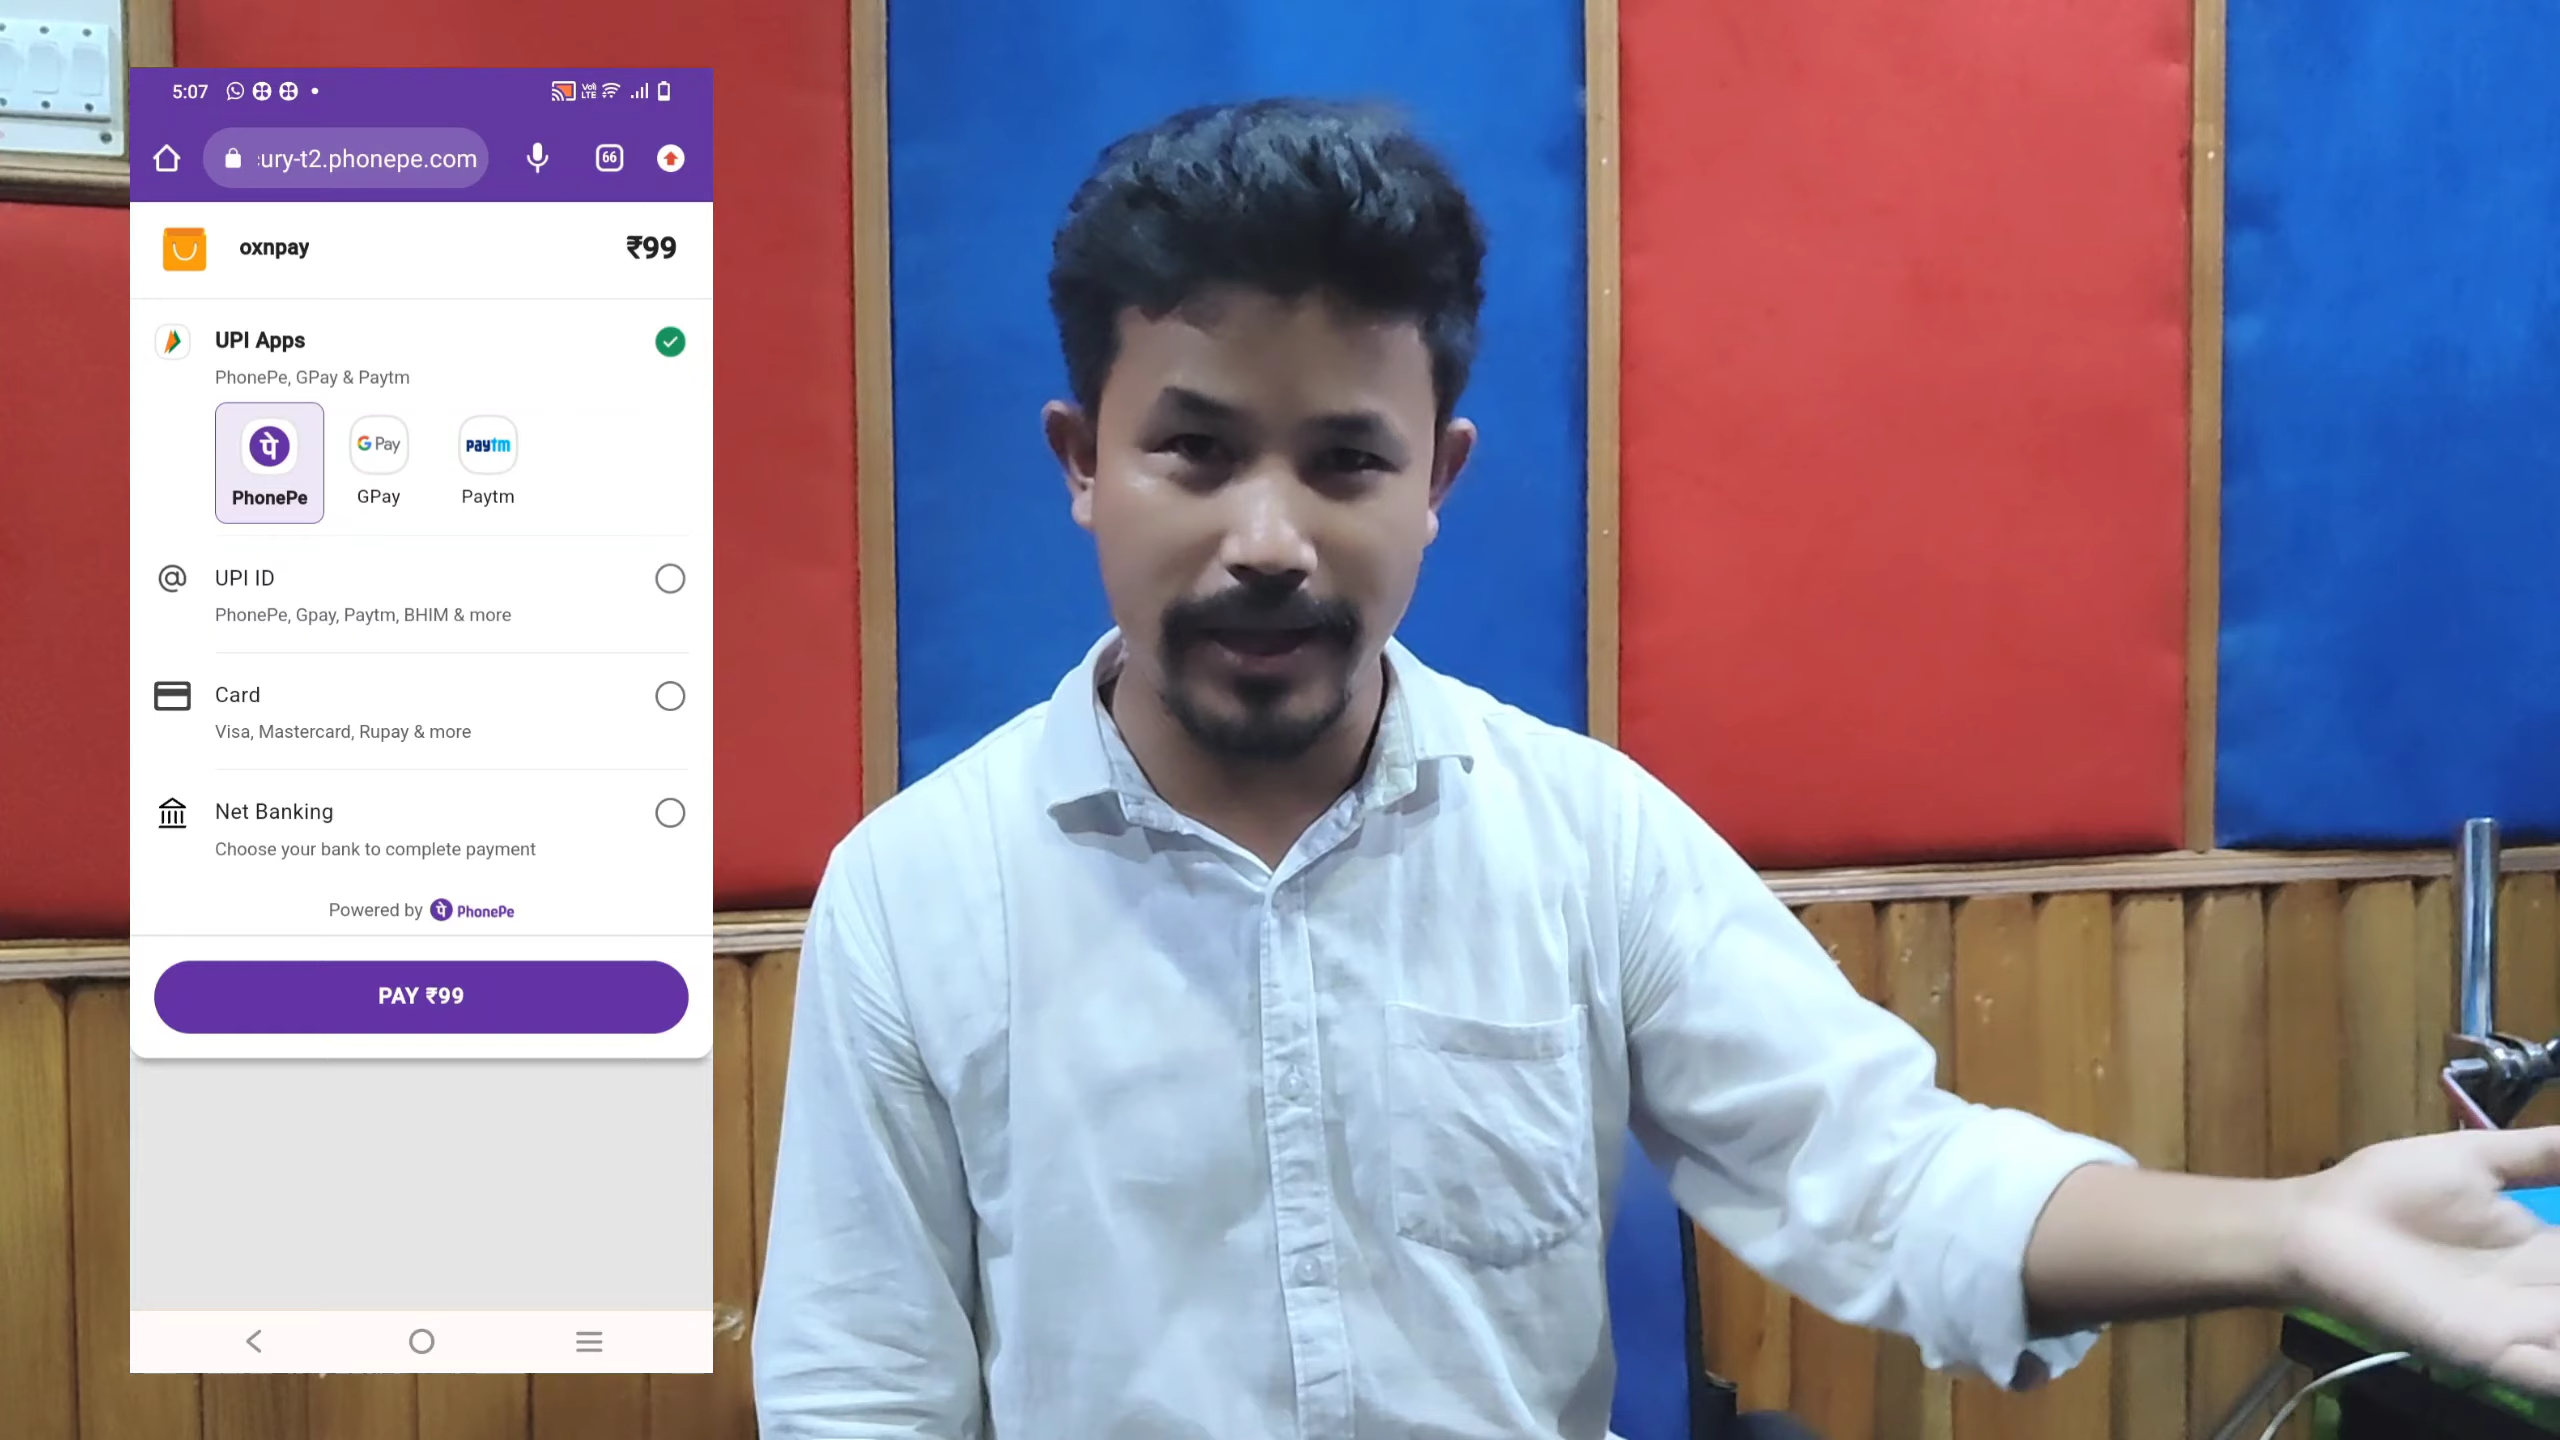 5:07
Vo) LTE
:ury-t2.phonepe.com
66
oxnpay
₹99
UPI Apps
PhonePe, GPay & Paytm
पे
G Pay
paytm
PhonePe
GPay
Paytm
@
UPI ID
PhonePe, Gpay, Paytm, BHIM & more
Card
Visa, Mastercard, Rupay & more
Net Banking
Choose your bank to complete payment
Powered by पे PhonePe
PAY ₹99